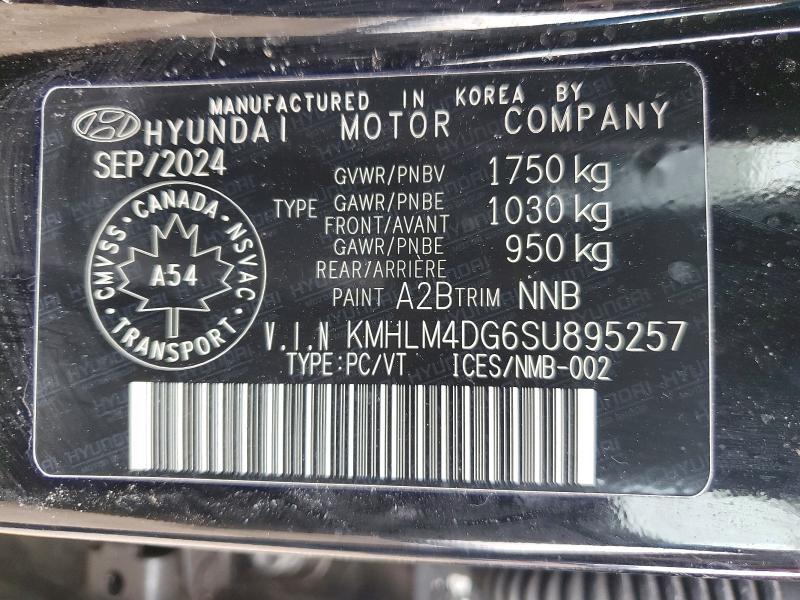 MANUFACTURED IN KOREA BY
HYUNDAI MOTOR COMPANY
SEP/2024
GVWR/PNBV 1750 kg
TYPE GAWR/PNBE FRONT/AVANT 1030 kg
GAWR/PNBE REAR/ARRIÈRE 950 kg
PAINT A2B TRIM NNB
CMVSS · CANADA · NSVAC
A54
TRANSPORT
V.I.N KMHLM4DG6SU895257
TYPE:PC/VT ICES/NMB-002